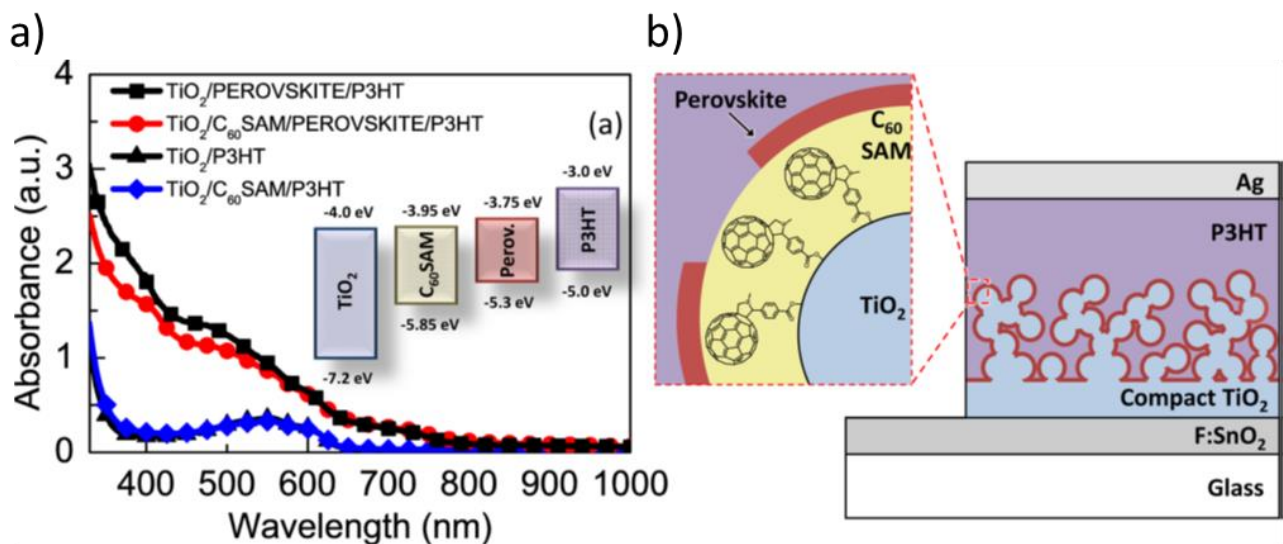 a)
TiO₂/PEROVSKITE/P3HT
TiO₂/C₆₀SAM/PEROVSKITE/P3HT
TiO₂/P3HT
TiO₂/C₆₀SAM/P3HT
(a)
-4.0 eV
-3.95 eV
-3.75 eV
-3.0 eV
TiO₂
C₆₀SAM
Perov.
P3HT
-7.2 eV
-5.85 eV
-5.3 eV
-5.0 eV
Absorbance (a.u.)
4
3
2
1
0
400 500 600 700 800 900 1000
Wavelength (nm)
b)
Perovskite
C₆₀
SAM
TiO₂
Ag
P3HT
Compact TiO₂
F:SnO₂
Glass